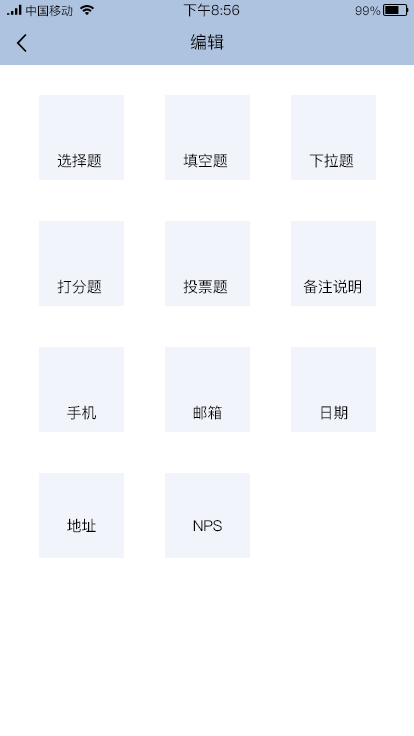 中国移动 下午8:56 99%
编辑
选择题 填空题 下拉题
打分题 投票题 备注说明
手机 邮箱 日期
地址 NPS